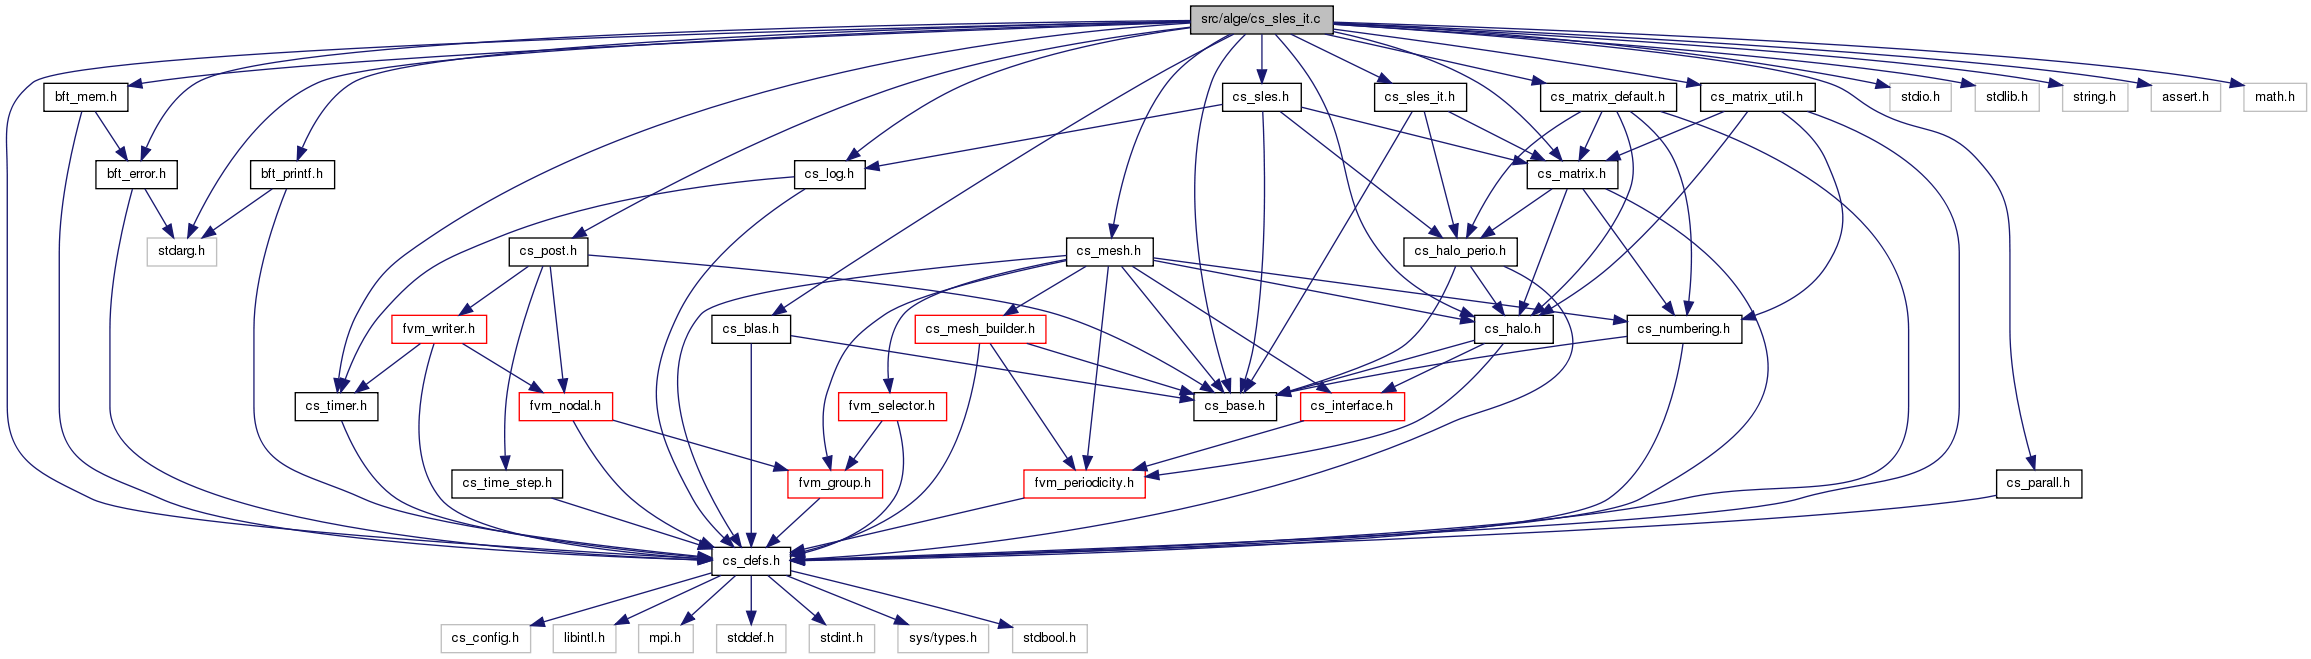 src/alge/cs_sles_it.c
bft_mem.h
cs_sles.h
cs_sles_it.h
cs_matrix_default.h
cs_matrix_util.h
stdio.h
stdlib.h
string.h
assert.h
math.h
bft_error.h
bft_printf.h
cs_log.h
cs_matrix.h
stdarg.h
cs_post.h
cs_mesh.h
cs_halo_perio.h
fvm_writer.h
cs_blas.h
cs_mesh_builder.h
cs_halo.h
cs_numbering.h
cs_timer.h
fvm_nodal.h
fvm_selector.h
cs_base.h
cs_interface.h
cs_time_step.h
fvm_group.h
fvm_periodicity.h
cs_parall.h
cs_defs.h
cs_config.h
libintl.h
mpi.h
stddef.h
stdint.h
sys/types.h
stdbool.h